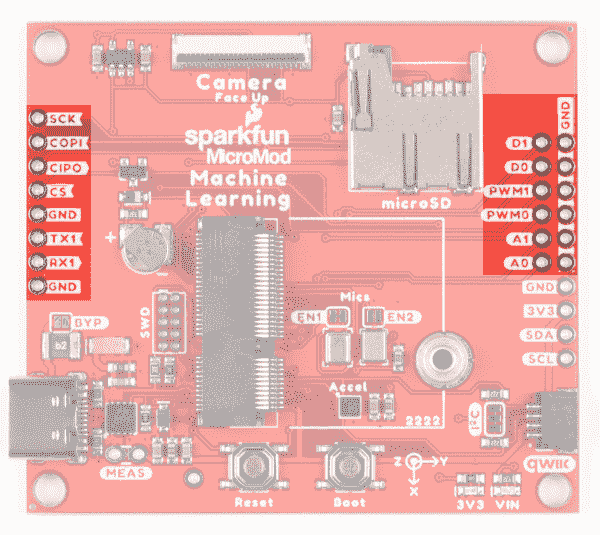 Camera
Face Up
sparkfun
MicroMod
Machine
Learning
microSD
SCK
COPI
CIPO
CS
GND
TX1
RX1
GND
GND
D1
D0
PWM1
PWM0
A1
A0
GND
3V3
SDA
SCL
BYP
b2
SWD
Mics
EN1
EN2
Accel
2222
I²C
MEAS
Reset
Boot
Z Y
X
3V3
VIN
qwiic